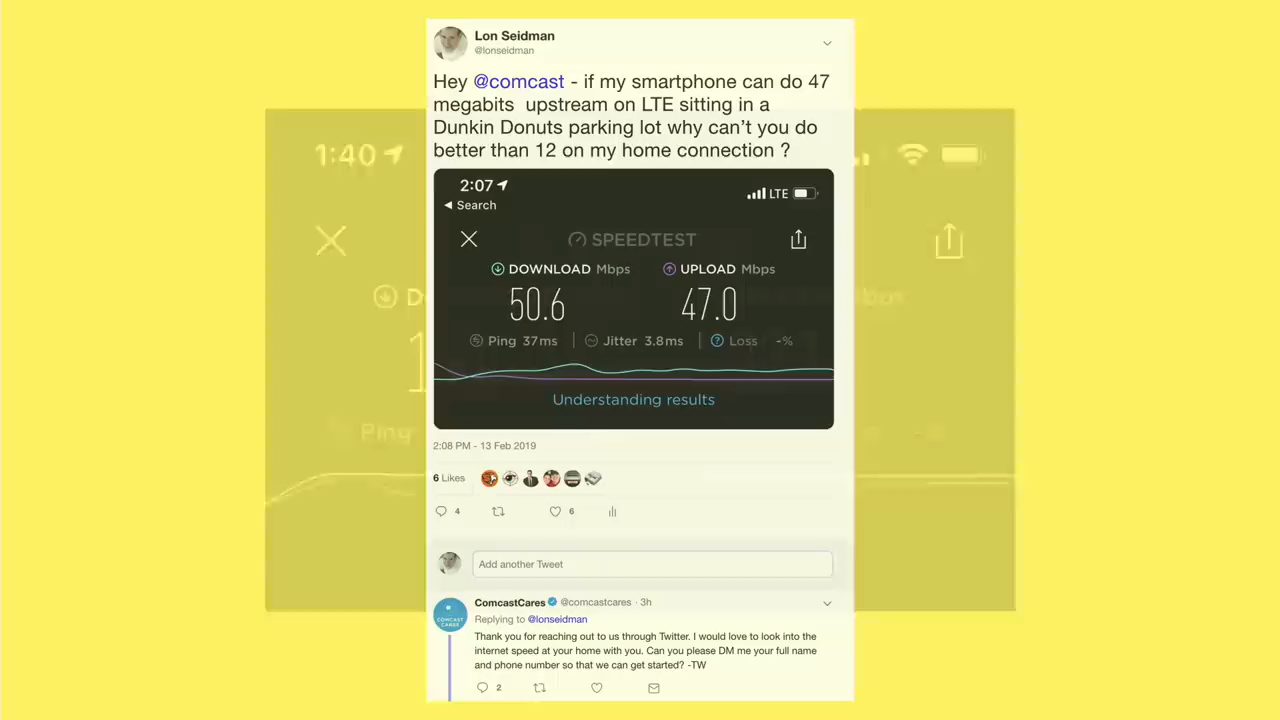 Lon Seidman
@lonseidman
Hey @comcast - if my smartphone can do 47
megabits upstream on LTE sitting in a
Dunkin Donuts parking lot why can't you do
better than 12 on my home connection ?
1:40
2:07
LTE
Search
SPEEDTEST
DOWNLOAD Mbps
UPLOAD Mbps
50.6
47.0
Ping 37ms
Jitter 3.8ms
Loss -%
Understanding results
Ping
2:08 PM - 13 Feb 2019
6 Likes
4
6
Add another Tweet
ComcastCares @comcastcares · 3h
Replying to @lonseidman
Thank you for reaching out to us through Twitter. I would love to look into the
internet speed at your home with you. Can you please DM me your full name
and phone number so that we can get started? -TW
2
COMCAST
CARES